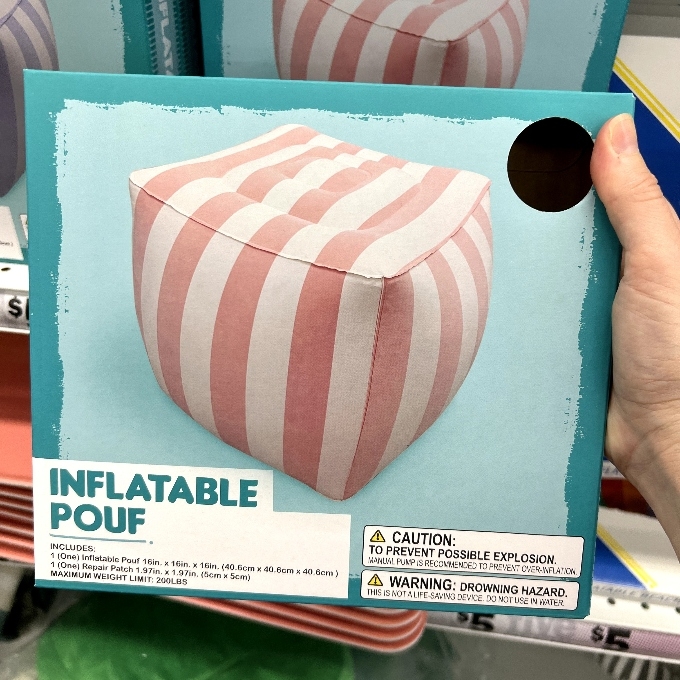 INFLATABLE
POUF
INCLUDES:
1 (One) Inflatable Pouf 16in. x 16in. x 16in. (40.6cm x 40.6cm x 40.6cm )
1 (One) Repair Patch 1.97in. x 1.97in. (5cm x 5cm)
MAXIMUM WEIGHT LIMIT: 200LBS
CAUTION:
TO PREVENT POSSIBLE EXPLOSION.
MANUAL PUMP IS RECOMMENDED TO PREVENT OVER-INFLATION.
WARNING: DROWNING HAZARD.
THIS IS NOT A LIFE-SAVING DEVICE. DO NOT USE IN WATER.
$5
$5